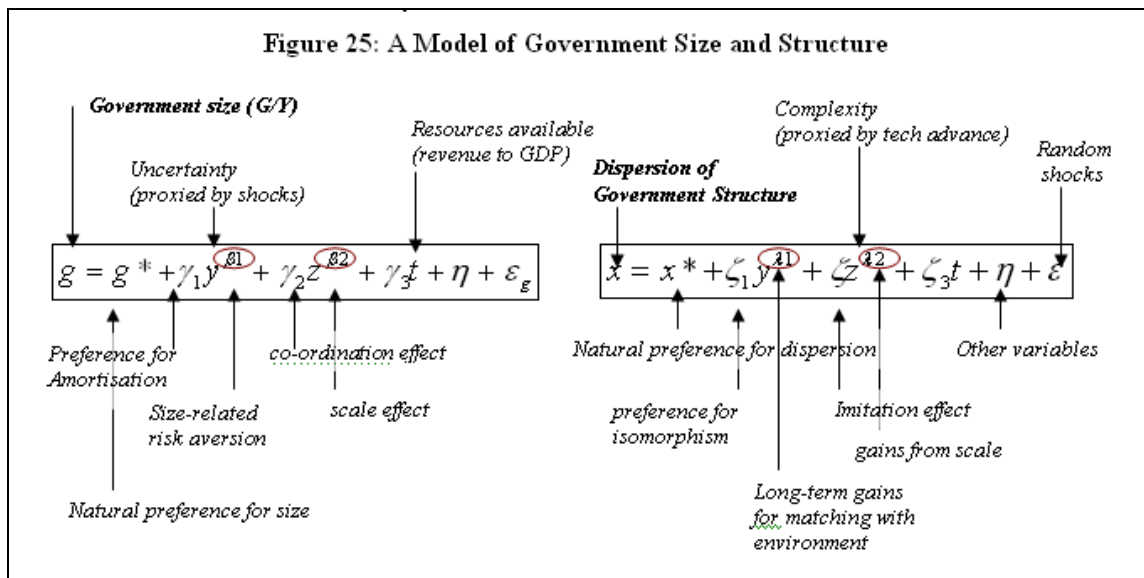 Figure 25: A Model of Government Size and Structure
Government size (G/Y)
Uncertainty
(proxied by shocks)
Resources available
(revenue to GDP)
g = g * + γ₁y^β1 + γ₂z^β2 + γ₃t + η + ε_g
Preference for
Amortisation
co-ordination effect
Size-related
risk aversion
scale effect
Natural preference for size
Complexity
(proxied by tech advance)
Dispersion of
Government Structure
Random
shocks
x = x * + ζ₁y^λ1 + ζz^λ2 + ζ₃t + η + ε
Natural preference for dispersion
Other variables
preference for
isomorphism
Imitation effect
gains from scale
Long-term gains
for matching with
environment